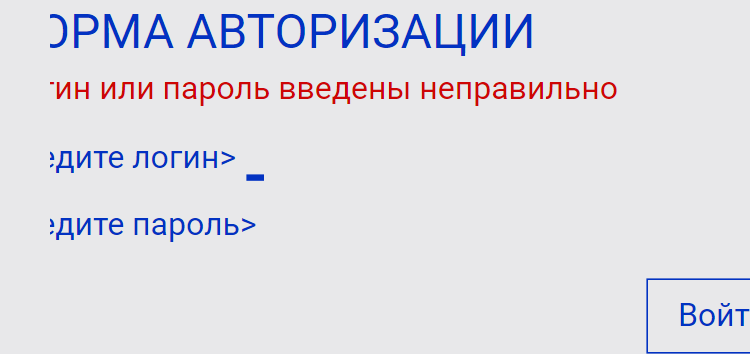 ОРМА АВТОРИЗАЦИИ
гин или пароль введены неправильно
едите логин> _
едите пароль>
Войт